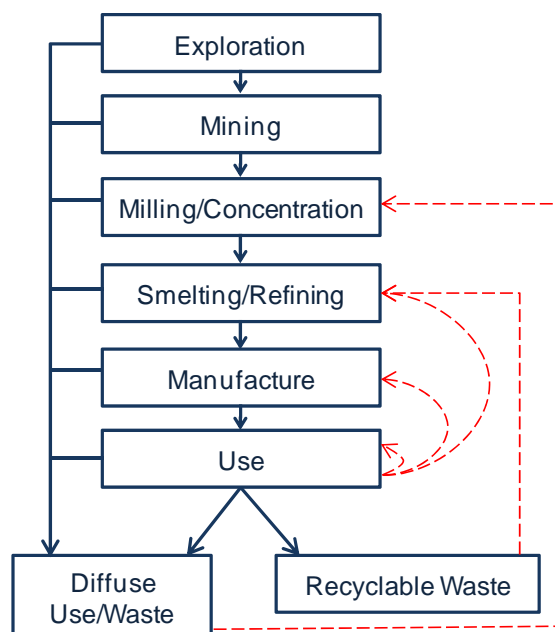 Exploration
Mining
Milling/Concentration
Smelting/Refining
Manufacture
Use
Diffuse
Use/Waste
Recyclable Waste